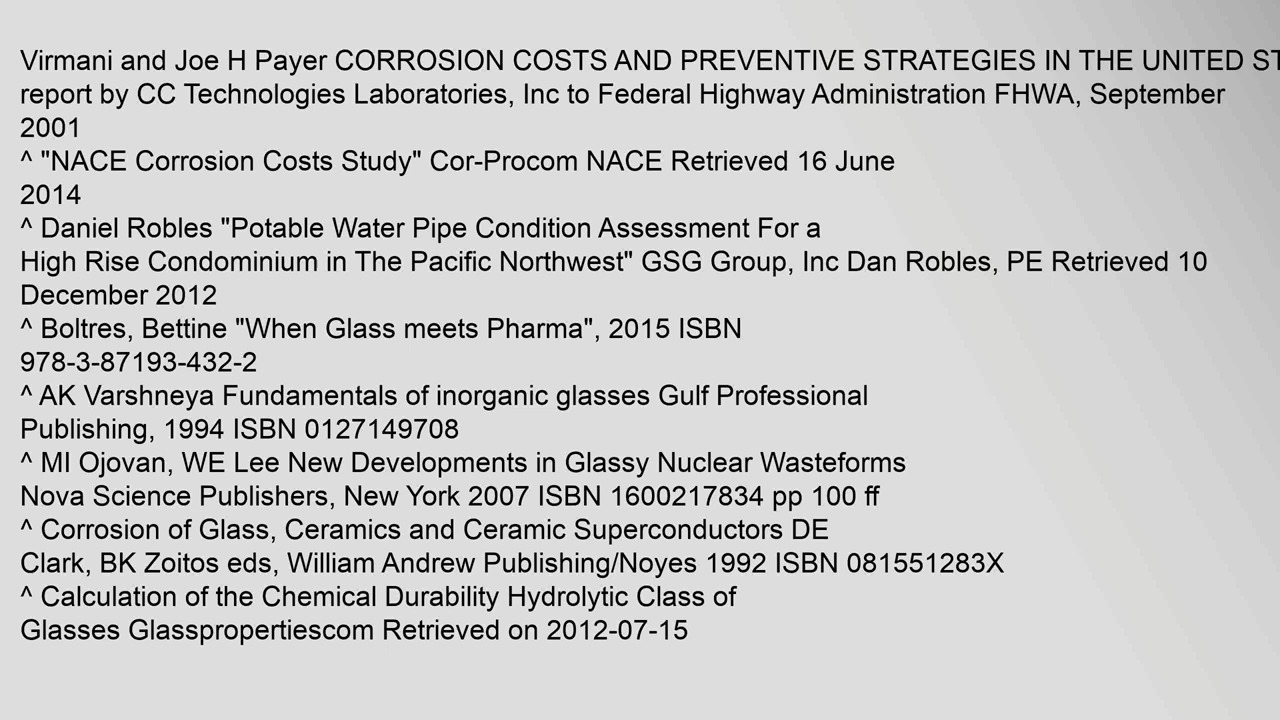 Virmani and Joe H Payer CORROSION COSTS AND PREVENTIVE STRATEGIES IN THE UNITED ST
report by CC Technologies Laboratories, Inc to Federal Highway Administration FHWA, September
2001
^ "NACE Corrosion Costs Study" Cor-Procom NACE Retrieved 16 June
2014
^ Daniel Robles "Potable Water Pipe Condition Assessment For a
High Rise Condominium in The Pacific Northwest" GSG Group, Inc Dan Robles, PE Retrieved 10
December 2012
^ Boltres, Bettine "When Glass meets Pharma", 2015 ISBN
978-3-87193-432-2
^ AK Varshneya Fundamentals of inorganic glasses Gulf Professional
Publishing, 1994 ISBN 0127149708
^ MI Ojovan, WE Lee New Developments in Glassy Nuclear Wasteforms
Nova Science Publishers, New York 2007 ISBN 1600217834 pp 100 ff
^ Corrosion of Glass, Ceramics and Ceramic Superconductors DE
Clark, BK Zoitos eds, William Andrew Publishing/Noyes 1992 ISBN 081551283X
^ Calculation of the Chemical Durability Hydrolytic Class of
Glasses Glasspropertiescom Retrieved on 2012-07-15